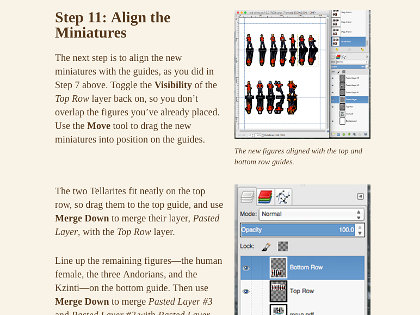 Step 11: Align the
Miniatures
The next step is to align the new
miniatures with the guides, as you did in
Step 7 above. Toggle the Visibility of the
Top Row layer back on, so you don't
overlap the figures you've already placed.
Use the Move tool to drag the new
miniatures into position on the guides.
The new figures aligned with the top and
bottom row guides.
The two Tellarites fit neatly on the top
row, so drag them to the top guide, and use
Merge Down to merge their layer, Pasted
Layer, with the Top Row layer.
Line up the remaining figures—the human
female, the three Andorians, and the
Kzinti—on the bottom guide. Then use
Merge Down to merge Pasted Layer #3
and Pasted Layer #2 with Pasted Layer
Mode: Normal
Opacity 100.0
Lock:
Bottom Row
Top Row